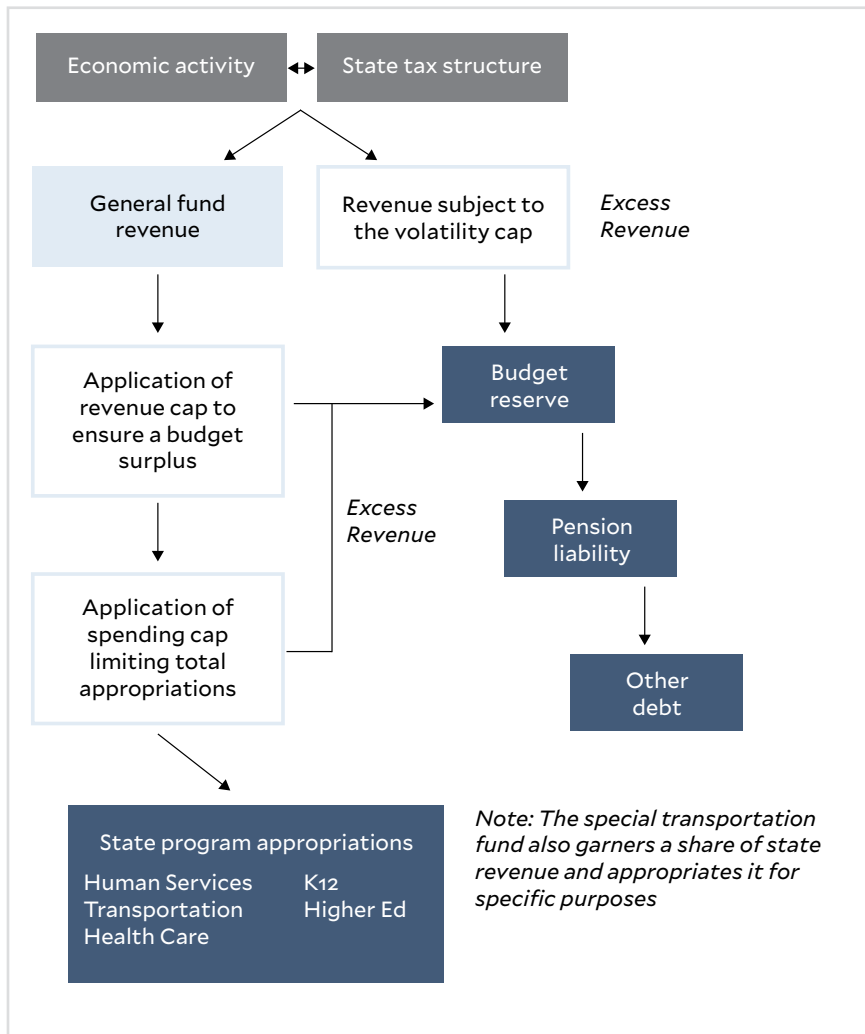 Economic activity
State tax structure
General fund
revenue
Revenue subject to
the volatility cap
Excess
Revenue
Application of
revenue cap to
ensure a budget
surplus
Budget
reserve
Excess
Revenue
Pension
liability
Application of
spending cap
limiting total
appropriations
Other
debt
State program appropriations
Human Services
Transportation
Health Care
K12
Higher Ed
Note: The special transportation
fund also garners a share of state
revenue and appropriates it for
specific purposes